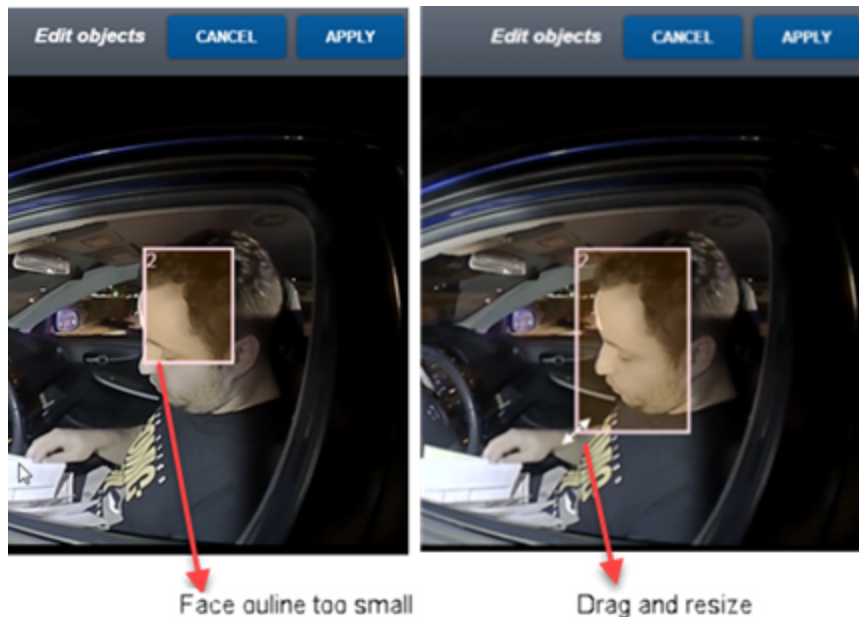 Edit objects CANCEL APPLY
Edit objects CANCEL APPLY
2
2
Face ouline too small
Drag and resize